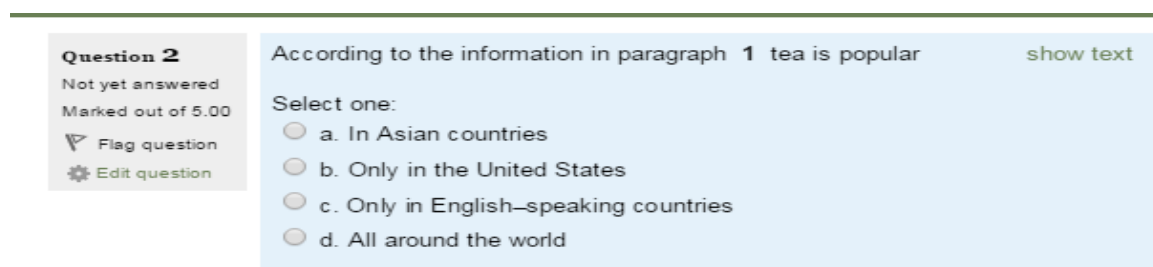 Question 2
Not yet answered
Marked out of 5.00
Flag question
Edit question
According to the information in paragraph 1 tea is popular
show text
Select one:
a. In Asian countries
b. Only in the United States
c. Only in English–speaking countries
d. All around the world